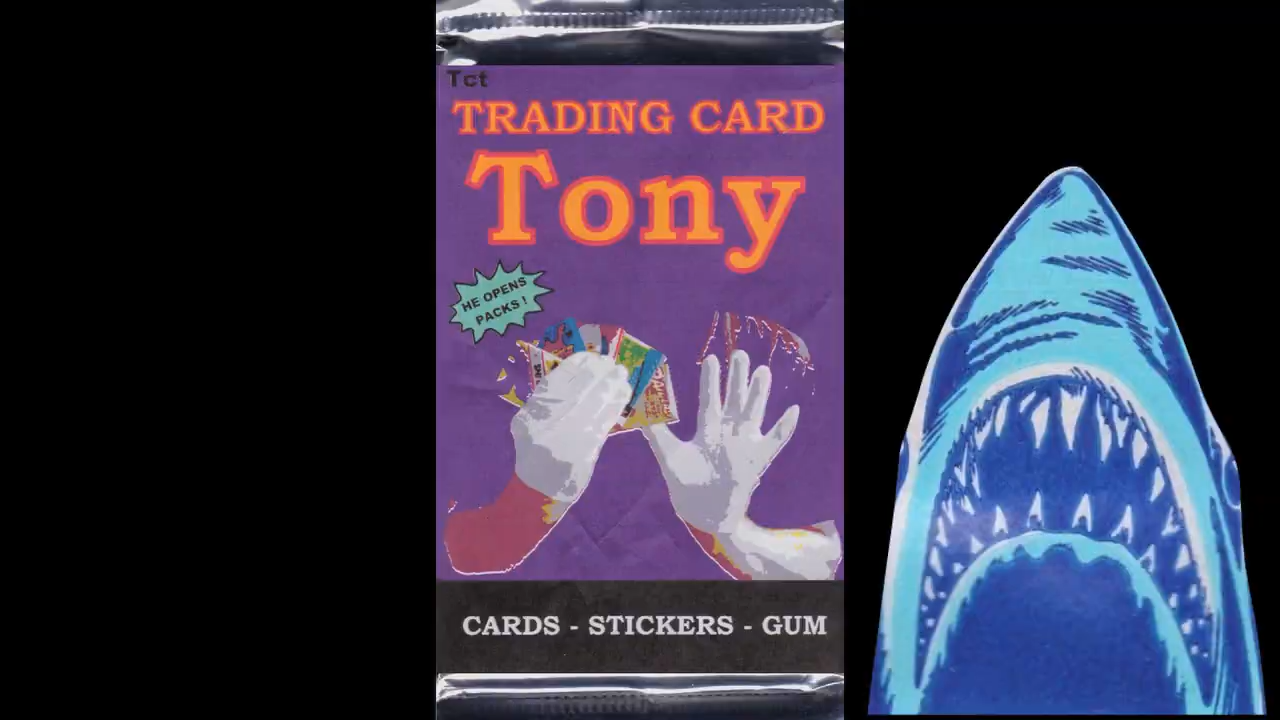 Tct
TRADING CARD
Tony
HE OPENS
PACKS !
CARDS - STICKERS - GUM